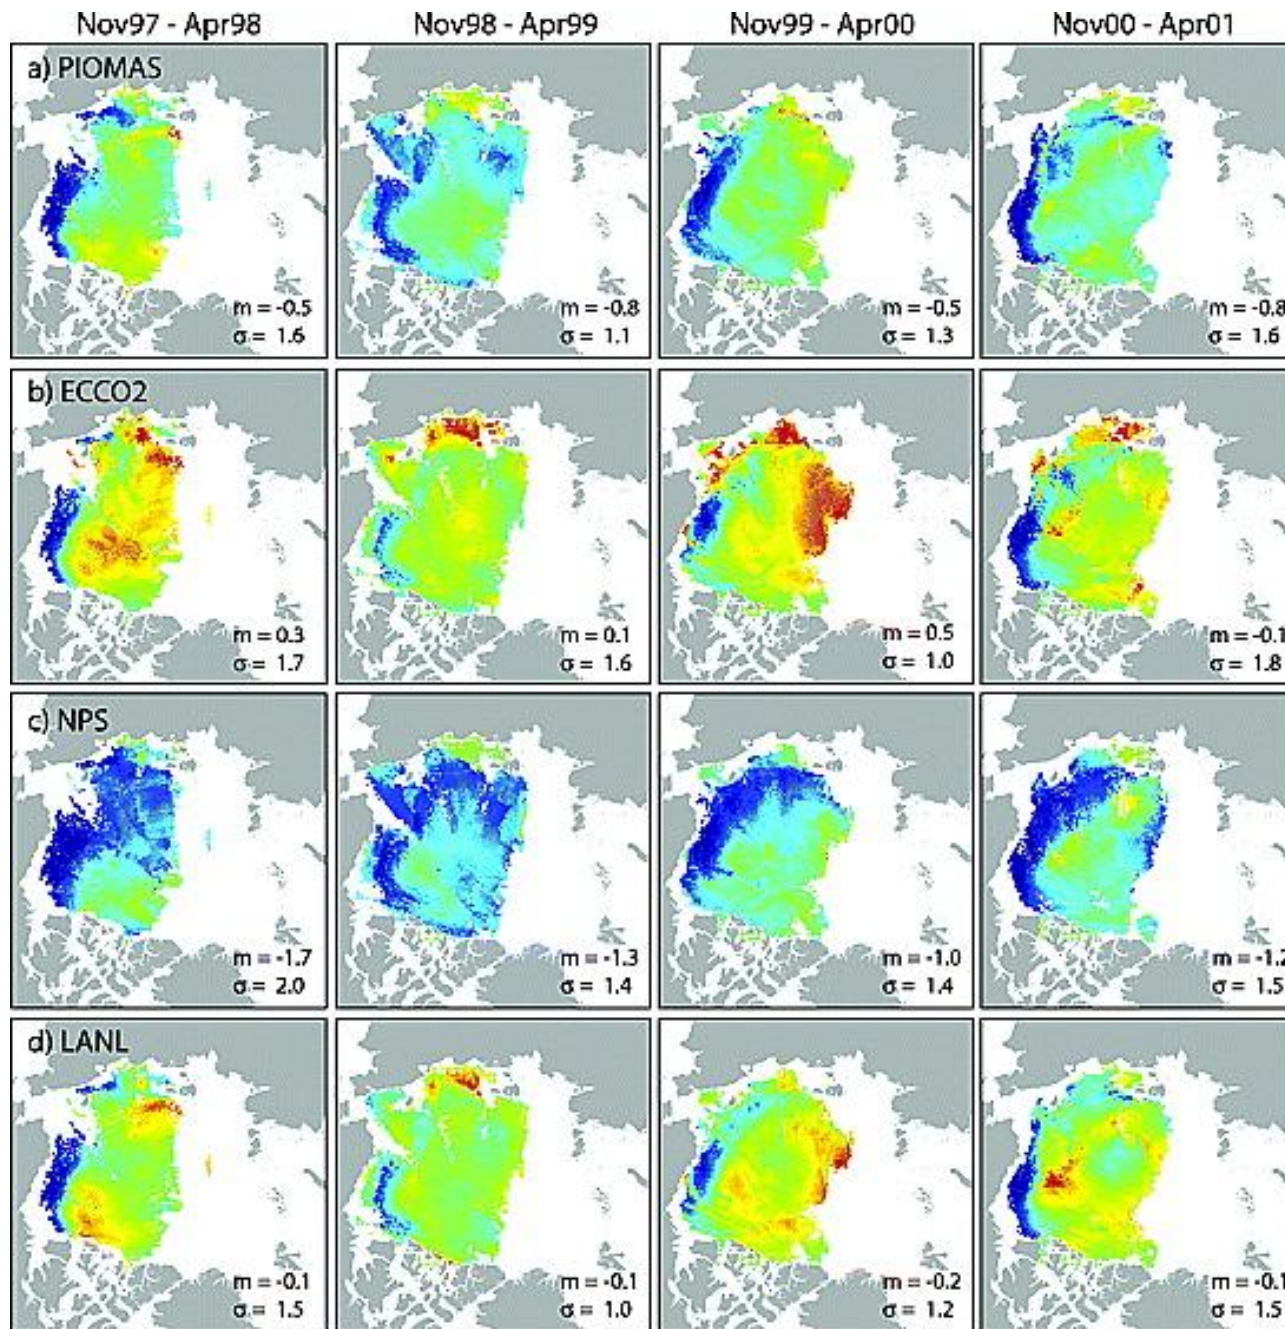 Nov97 - Apr98 Nov98 - Apr99 Nov99 - Apr00 Nov00 - Apr01
a) PIOMAS
m = -0.5 m = -0.8 m = -0.5 m = -0.8
σ = 1.6 σ = 1.1 σ = 1.3 σ = 1.6
b) ECCO2
m = 0.3 m = 0.1 m = 0.5 m = -0.1
σ = 1.7 σ = 1.6 σ = 1.0 σ = 1.8
c) NPS
m = -1.7 m = -1.3 m = -1.0 m = -1.2
σ = 2.0 σ = 1.4 σ = 1.4 σ = 1.5
d) LANL
m = -0.1 m = -0.1 m = -0.2 m = -0.1
σ = 1.5 σ = 1.0 σ = 1.2 σ = 1.5